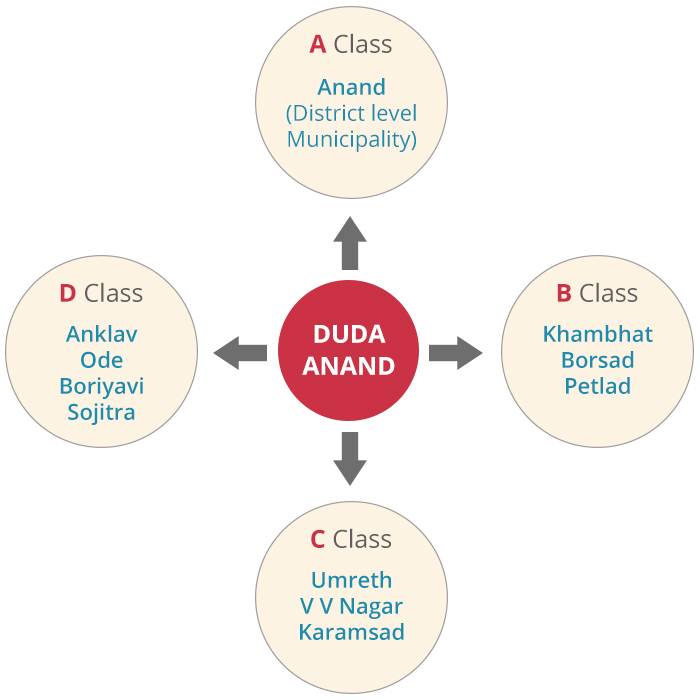 A Class
Anand
(District level
Municipality)
D Class
Anklav
Ode
Boriyavi
Sojitra
DUDA
ANAND
B Class
Khambhat
Borsad
Petlad
C Class
Umreth
V V Nagar
Karamsad